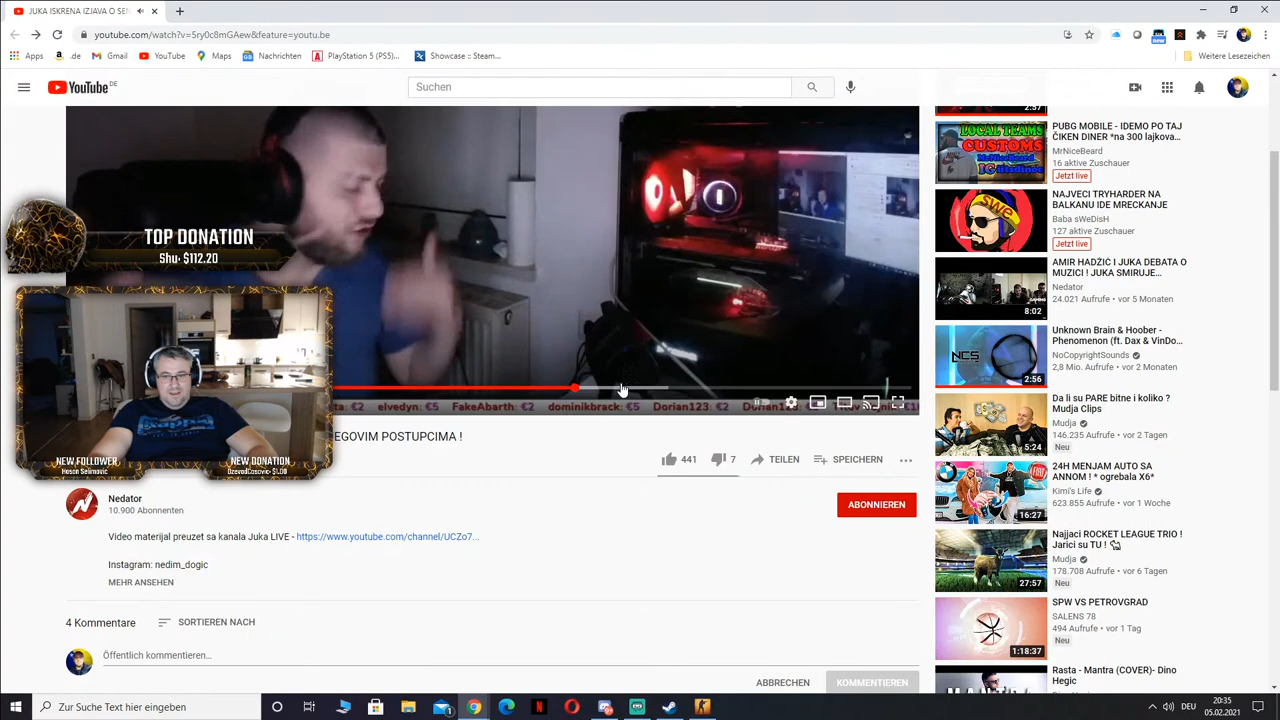 JUKA ISKRENA IZJAVA O SEN
youtube.com/watch?v=5ry0c8mGAew&feature=youtu.be
Apps
.de
Gmail
YouTube
Maps
Nachrichten
PlayStation 5 (PS5)...
Showcase :: Steam...
Weitere Lesezeichen
YouTube DE
Suchen
TOP DONATION
Shu: $112.20
NEW FOLLOWER
NEW DONATION
elvedyn: €5 FakeAbarth: €2 dominikbrack: €5 Dorian123: €2
EGOVIM POSTUPCIMA !
441
7
TEILEN
SPEICHERN
Nedator
10.900 Abonnenten
ABONNIEREN
Video materijal preuzet sa kanala Juka LIVE - https://www.youtube.com/channel/UCZo7...
Instagram: nedim_dogic
MEHR ANSEHEN
4 Kommentare
SORTIEREN NACH
Öffentlich kommentieren...
ABBRECHEN
KOMMENTIEREN
2:57
LOCAL TEAMS
CUSTOMS
MrNiceBeard
PUBG MOBILE - IDEMO PO TAJ
ČIKEN DINER *na 300 lajkova...
MrNiceBeard
16 aktive Zuschauer
Jetzt live
SWE
NAJVECI TRYHARDER NA
BALKANU IDE MRECKANJE
Baba sWeDisH
127 aktive Zuschauer
Jetzt live
AMIR HADŽIĆ I JUKA DEBATA O
MUZICI ! JUKA SMIRUJE...
Nedator
24.021 Aufrufe • vor 5 Monaten
8:02
Unknown Brain & Hoober -
Phenomenon (ft. Dax & VinDo...
NoCopyrightSounds
2,8 Mio. Aufrufe • vor 2 Monaten
NCS
2:56
Da li su PARE bitne i koliko ?
Mudja Clips
Mudja
146.235 Aufrufe • vor 2 Tagen
Neu
5:24
24H MENJAM AUTO SA
ANNOM ! * ogrebala X6*
Kimi's Life
623.855 Aufrufe • vor 1 Woche
16:27
Najjaci ROCKET LEAGUE TRIO !
Jarici su TU !
Mudja
178.708 Aufrufe • vor 6 Tagen
Neu
27:57
SPW VS PETROVGRAD
SALENS 78
494 Aufrufe • vor 1 Tag
Neu
1:18:37
Rasta - Mantra (COVER)- Dino
Hegic
Zur Suche Text hier eingeben
DEU
20:35
05.02.2021